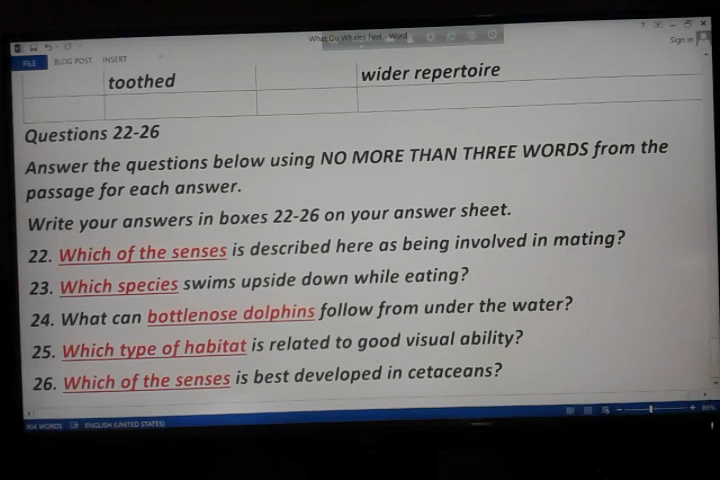 What Do Whales Feel - Word
Sign in
FILE BLOG POST INSERT
toothed wider repertoire
Questions 22-26
Answer the questions below using NO MORE THAN THREE WORDS from the
passage for each answer.
Write your answers in boxes 22-26 on your answer sheet.
22. Which of the senses is described here as being involved in mating?
23. Which species swims upside down while eating?
24. What can bottlenose dolphins follow from under the water?
25. Which type of habitat is related to good visual ability?
26. Which of the senses is best developed in cetaceans?
904 WORDS ENGLISH (UNITED STATES)